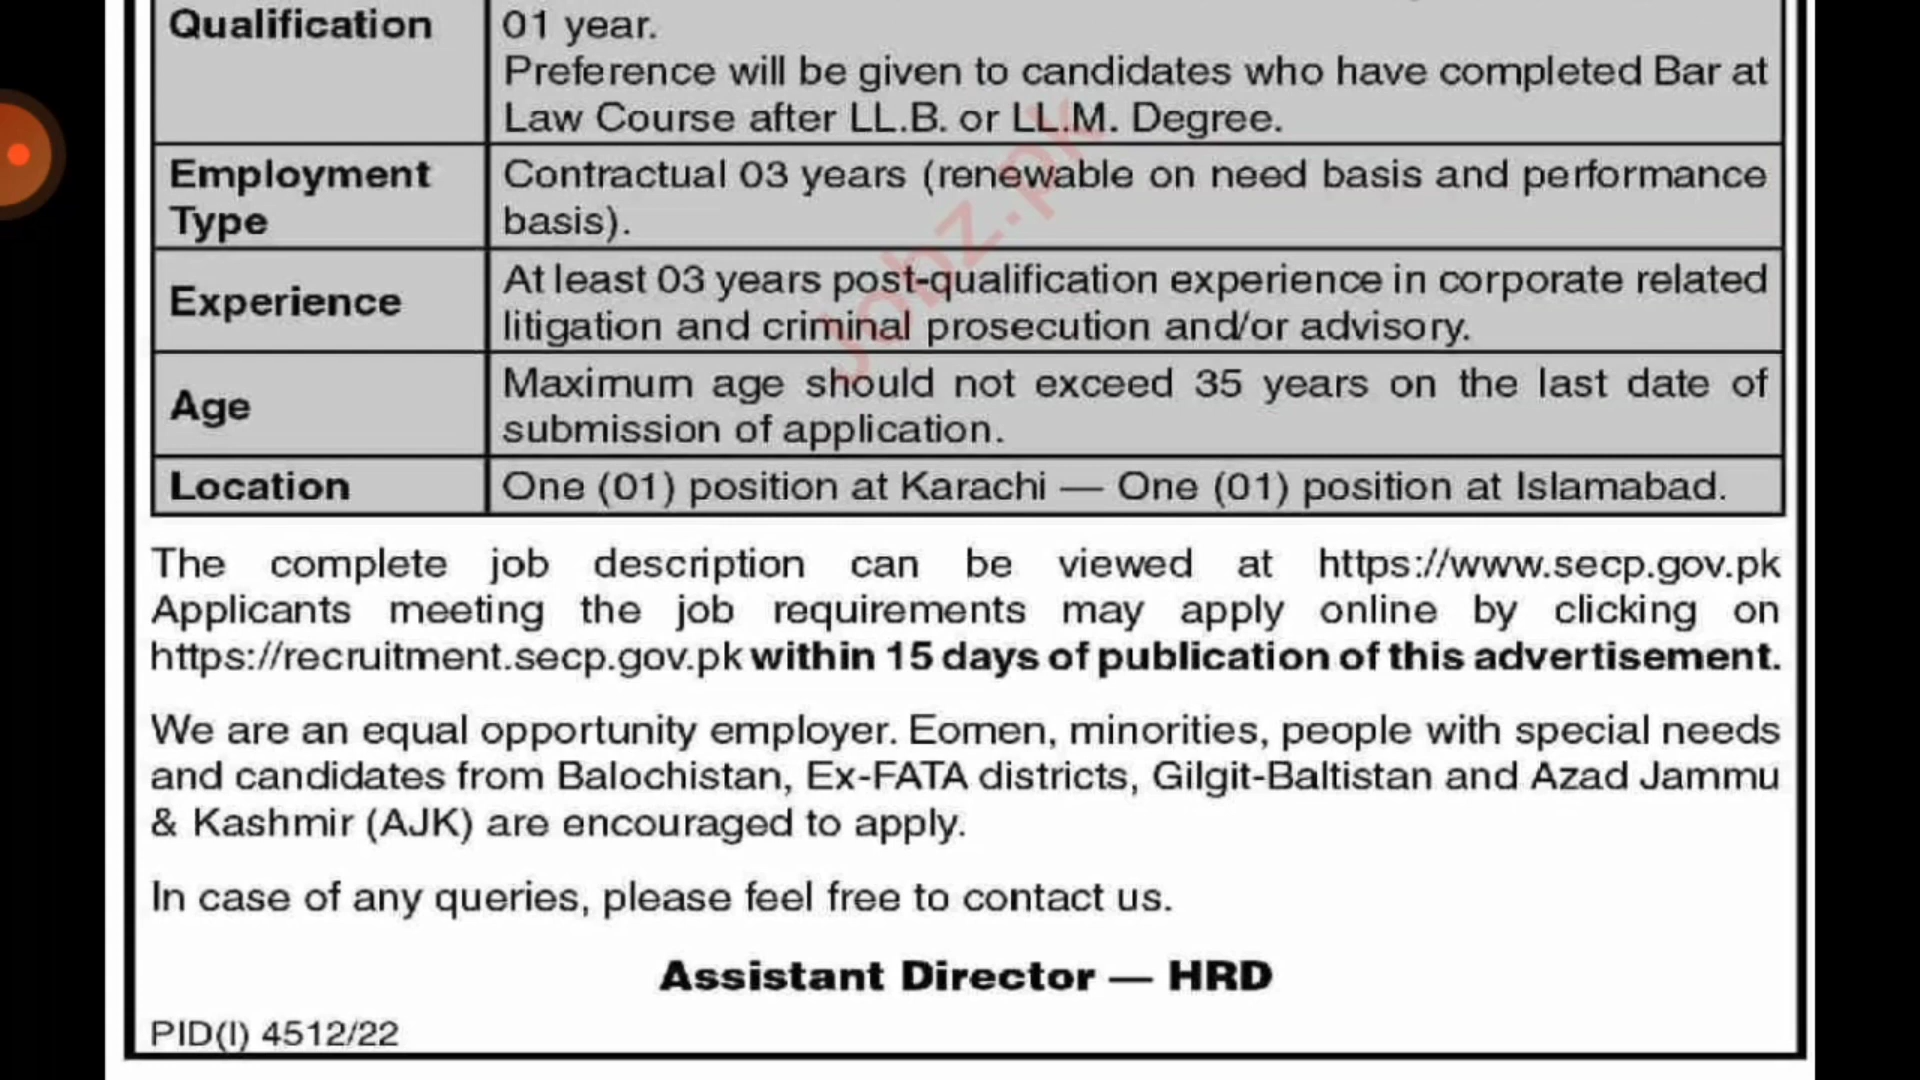 Qualification
01 year.
Preference will be given to candidates who have completed Bar at
Law Course after LL.B. or LL.M. Degree.
Employment
Type
Contractual 03 years (renewable on need basis and performance
basis).
Experience
At least 03 years post-qualification experience in corporate related
litigation and criminal prosecution and/or advisory.
Age
Maximum age should not exceed 35 years on the last date of
submission of application.
Location
One (01) position at Karachi — One (01) position at Islamabad.
Jobz.pk
The complete job description can be viewed at https://www.secp.gov.pk
Applicants meeting the job requirements may apply online by clicking on
https://recruitment.secp.gov.pk within 15 days of publication of this advertisement.
We are an equal opportunity employer. Eomen, minorities, people with special needs
and candidates from Balochistan, Ex-FATA districts, Gilgit-Baltistan and Azad Jammu
& Kashmir (AJK) are encouraged to apply.
In case of any queries, please feel free to contact us.
Assistant Director — HRD
PID(I) 4512/22